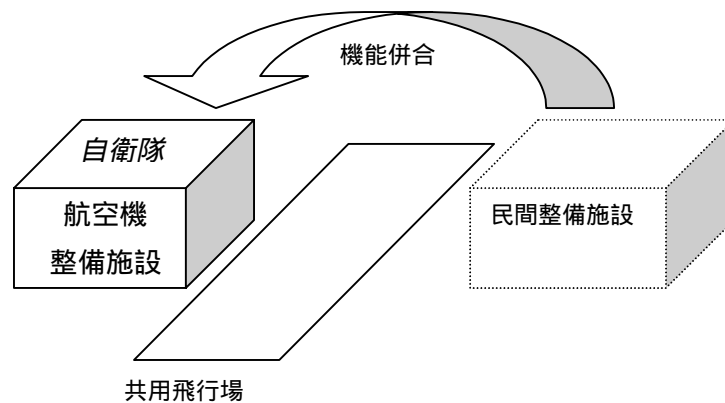 機能併合
自衛隊
航空機
整備施設
民間整備施設
共用飛行場